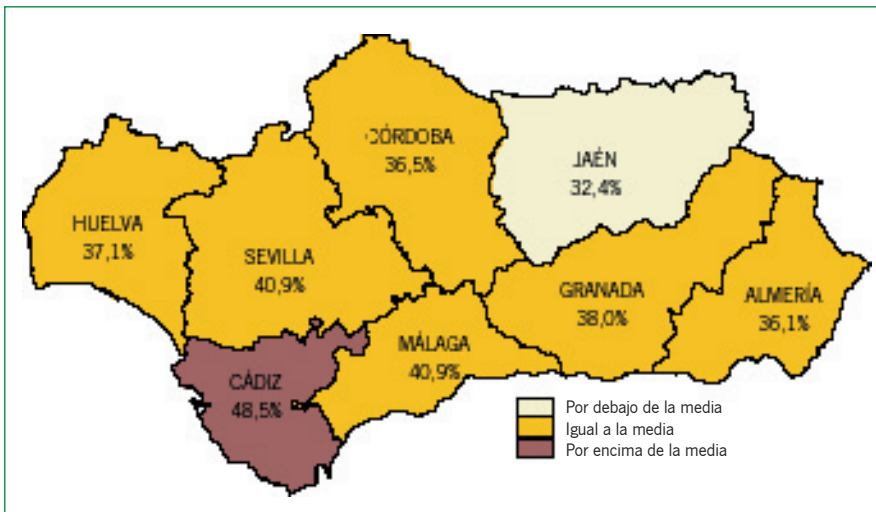 CÓRDOBA
36,5%
JAÉN
32,4%
HUELVA
37,1%
SEVILLA
40,9%
GRANADA
38,0%
ALMERÍA
36,1%
MÁLAGA
40,9%
CÁDIZ
48,5%
Por debajo de la media
Igual a la media
Por encima de la media